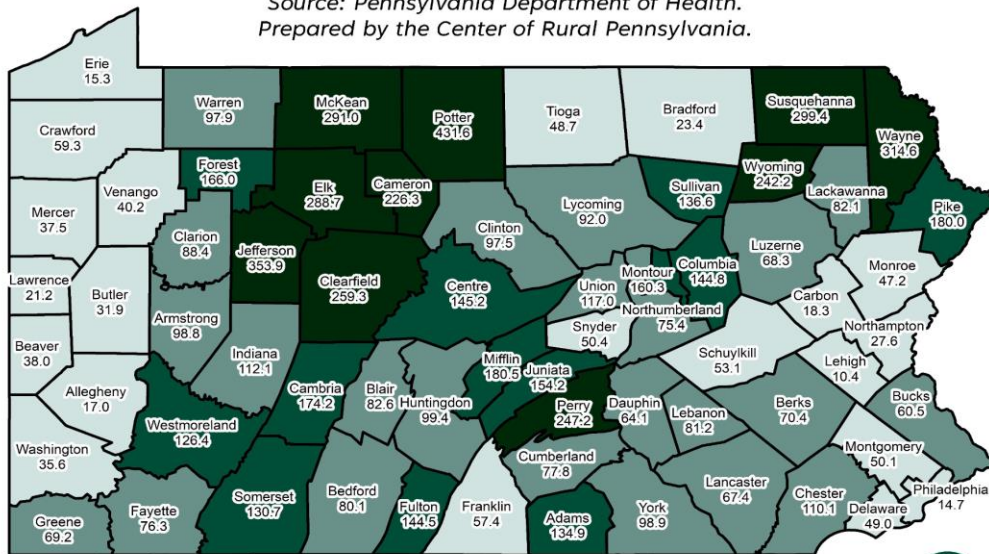 Source: Pennsylvania Department of Health.
Prepared by the Center of Rural Pennsylvania.
Erie
15.3
Warren
97.9
McKean
291.0
Potter
431.6
Tioga
48.7
Bradford
23.4
Susquehanna
299.4
Wayne
314.6
Crawford
59.3
Forest
166.0
Elk
288.7
Cameron
226.3
Sullivan
136.6
Wyoming
242.2
Lackawanna
82.1
Pike
180.0
Mercer
37.5
Venango
40.2
Clarion
88.4
Jefferson
353.9
Clearfield
259.3
Clinton
97.5
Lycoming
92.0
Luzerne
68.3
Monroe
47.2
Lawrence
21.2
Butler
31.9
Armstrong
98.8
Centre
145.2
Union
117.0
Montour
160.3
Columbia
144.8
Carbon
18.3
Northampton
27.6
Beaver
38.0
Indiana
112.1
Snyder
50.4
Northumberland
75.4
Schuylkill
53.1
Lehigh
10.4
Allegheny
17.0
Westmoreland
126.4
Cambria
174.2
Blair
82.6
Huntingdon
99.4
Mifflin
180.5
Juniata
154.2
Perry
247.2
Dauphin
64.1
Lebanon
81.2
Berks
70.4
Bucks
60.5
Washington
35.6
Cumberland
77.8
Lancaster
67.4
Montgomery
50.1
Greene
69.2
Fayette
76.3
Somerset
130.7
Bedford
80.1
Fulton
144.5
Franklin
57.4
Adams
134.9
York
98.9
Chester
110.1
Delaware
49.0
Philadelphia
14.7